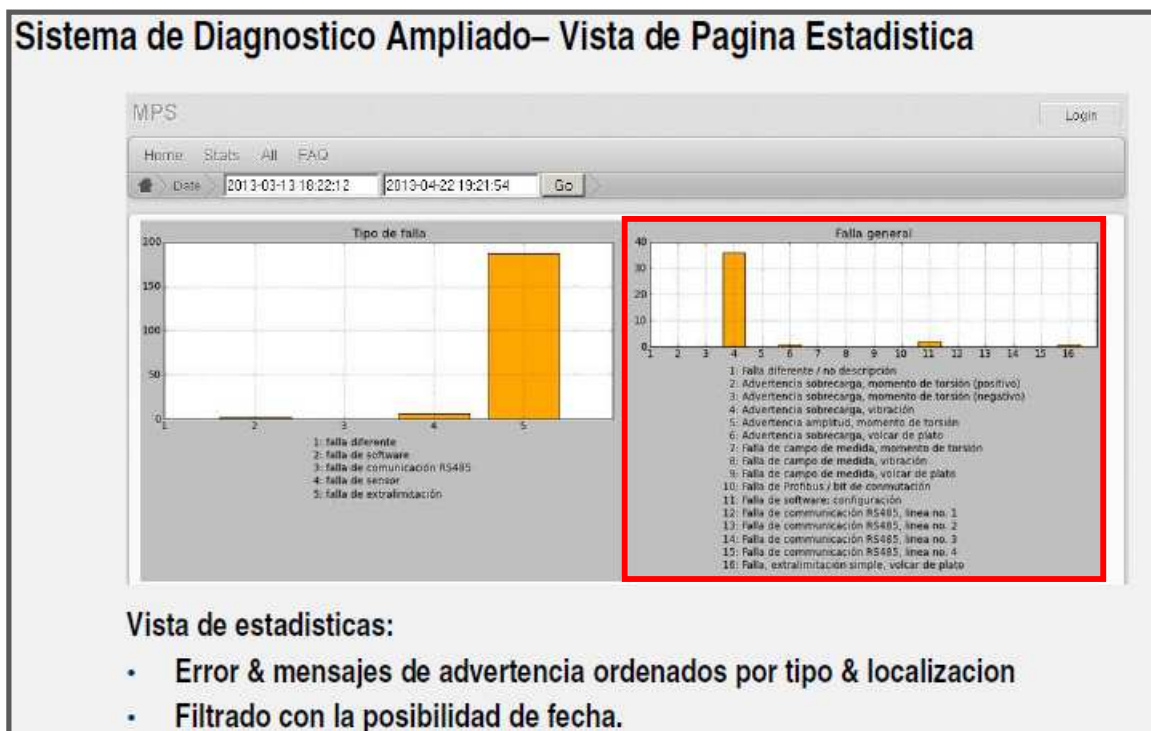 Sistema de Diagnostico Ampliado– Vista de Pagina Estadistica
MPS
Login
Home Stats All FAQ
Date 2013-03-13 18:22:12 2013-04-22 19:21:54 Go
Tipo de falla
200
150
100
50
0
1 2 3 4 5
1: falla diferente
2: falla de software
3: falla de comunicación RS485
4: falla de sensor
5: falla de extralimitación
Falla general
40
30
20
10
0
1 2 3 4 5 6 7 8 9 10 11 12 13 14 15 16
1: Falla diferente / no descripción
2: Advertencia sobrecarga, momento de torsión (positivo)
3: Advertencia sobrecarga, momento de torsión (negativo)
4: Advertencia sobrecarga, vibración
5: Advertencia amplitud, momento de torsión
6: Advertencia sobrecarga, volcar de plato
7: Falla de campo de medida, momento de torsión
8: Falla de campo de medida, vibración
9: Falla de campo de medida, volcar de plato
10: Falla de Profibus / bit de conmutación
11: Falla de software: configuración
12: Falla de communicación RS485, linea no. 1
13: Falla de communicación RS485, linea no. 2
14: Falla de communicación RS485, linea no. 3
15: Falla de communicación RS485, linea no. 4
16: Falla, extralimitación simple, volcar de plato
Vista de estadisticas:
• Error & mensajes de advertencia ordenados por tipo & localizacion
• Filtrado con la posibilidad de fecha.